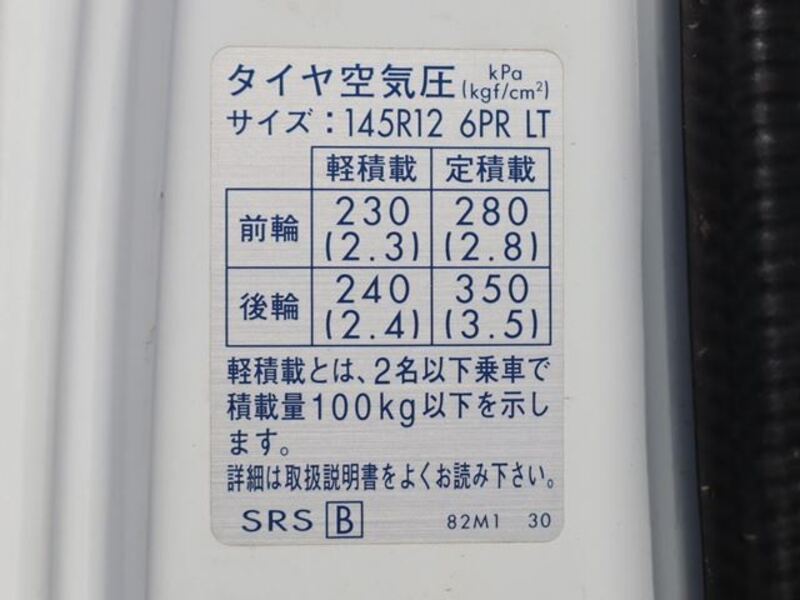 タイヤ空気圧 kPa (kgf/cm²)
サイズ：145R12 6PR LT
軽積載 定積載
前輪 230 (2.3) 280 (2.8)
後輪 240 (2.4) 350 (3.5)
軽積載とは、2名以下乗車で
積載量100kg以下を示し
ます。
詳細は取扱説明書をよくお読み下さい。
SRS B 82M1 30